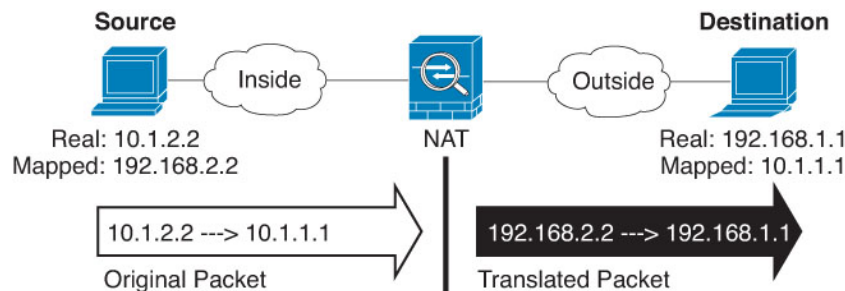 Source
Destination
Inside
Outside
Real: 10.1.2.2
Mapped: 192.168.2.2
NAT
Real: 192.168.1.1
Mapped: 10.1.1.1
10.1.2.2 ---> 10.1.1.1
192.168.2.2 ---> 192.168.1.1
Original Packet
Translated Packet